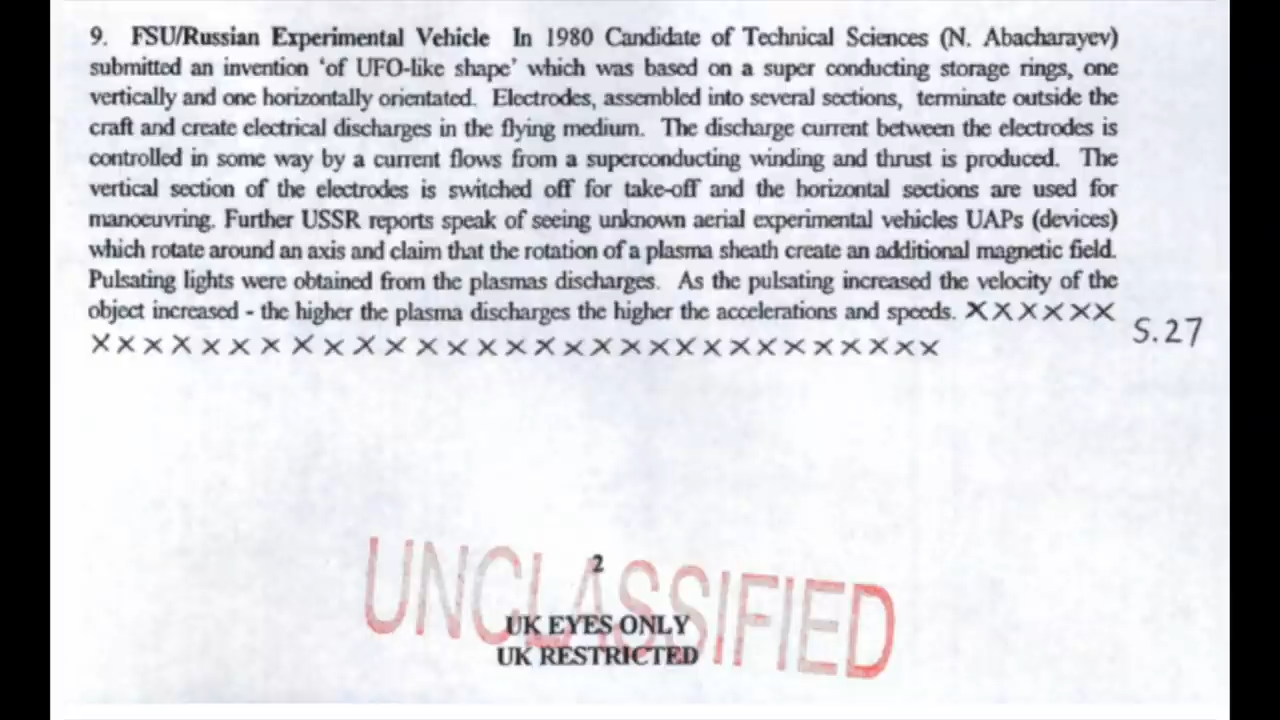 9. FSU/Russian Experimental Vehicle In 1980 Candidate of Technical Sciences (N. Abacharayev)
submitted an invention 'of UFO-like shape' which was based on a super conducting storage rings, one
vertically and one horizontally orientated. Electrodes, assembled into several sections, terminate outside the
craft and create electrical discharges in the flying medium. The discharge current between the electrodes is
controlled in some way by a current flows from a superconducting winding and thrust is produced. The
vertical section of the electrodes is switched off for take-off and the horizontal sections are used for
manoeuvring. Further USSR reports speak of seeing unknown aerial experimental vehicles UAPs (devices)
which rotate around an axis and claim that the rotation of a plasma sheath create an additional magnetic field.
Pulsating lights were obtained from the plasmas discharges. As the pulsating increased the velocity of the
object increased - the higher the plasma discharges the higher the accelerations and speeds. XXXXXX
XXXXXXXXXXXXXXXXXXXXXXXXXXXXXX
S.27
2
UNCLASSIFIED
UK EYES ONLY
UK RESTRICTED